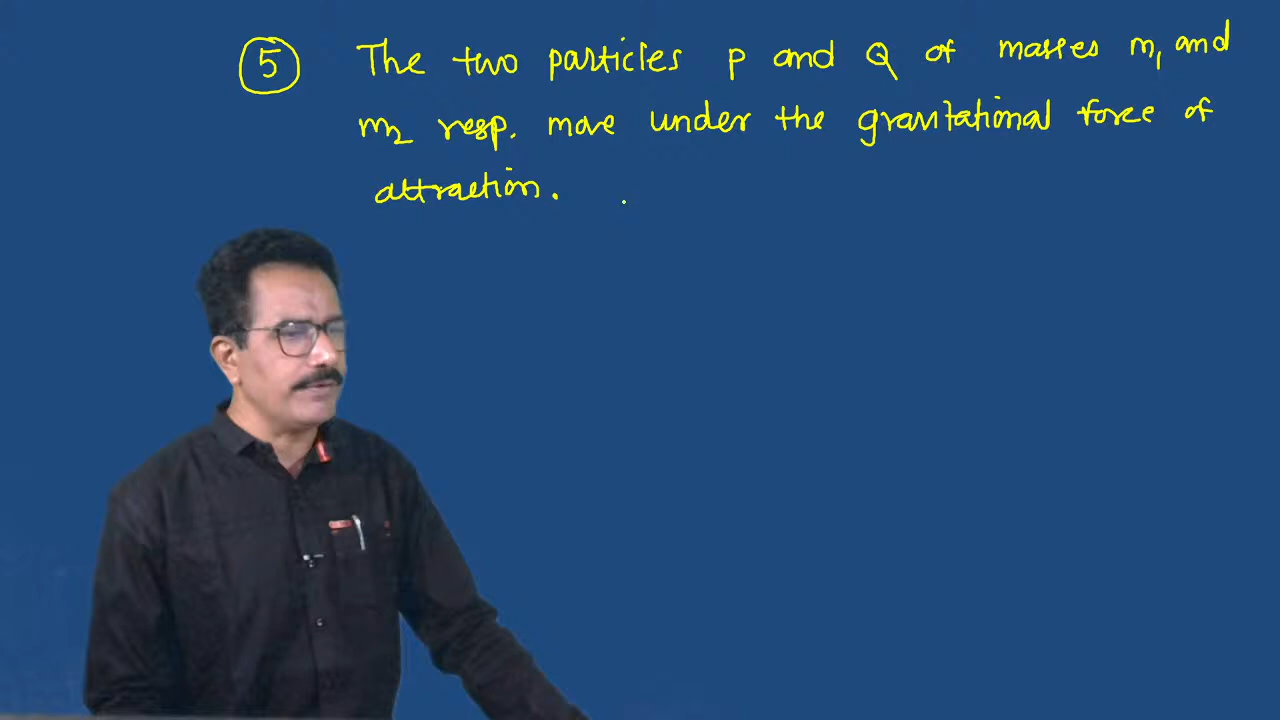 5 The two particles P and Q of masses m₁ and
m₂ resp. move under the gravitational force of
attraction.